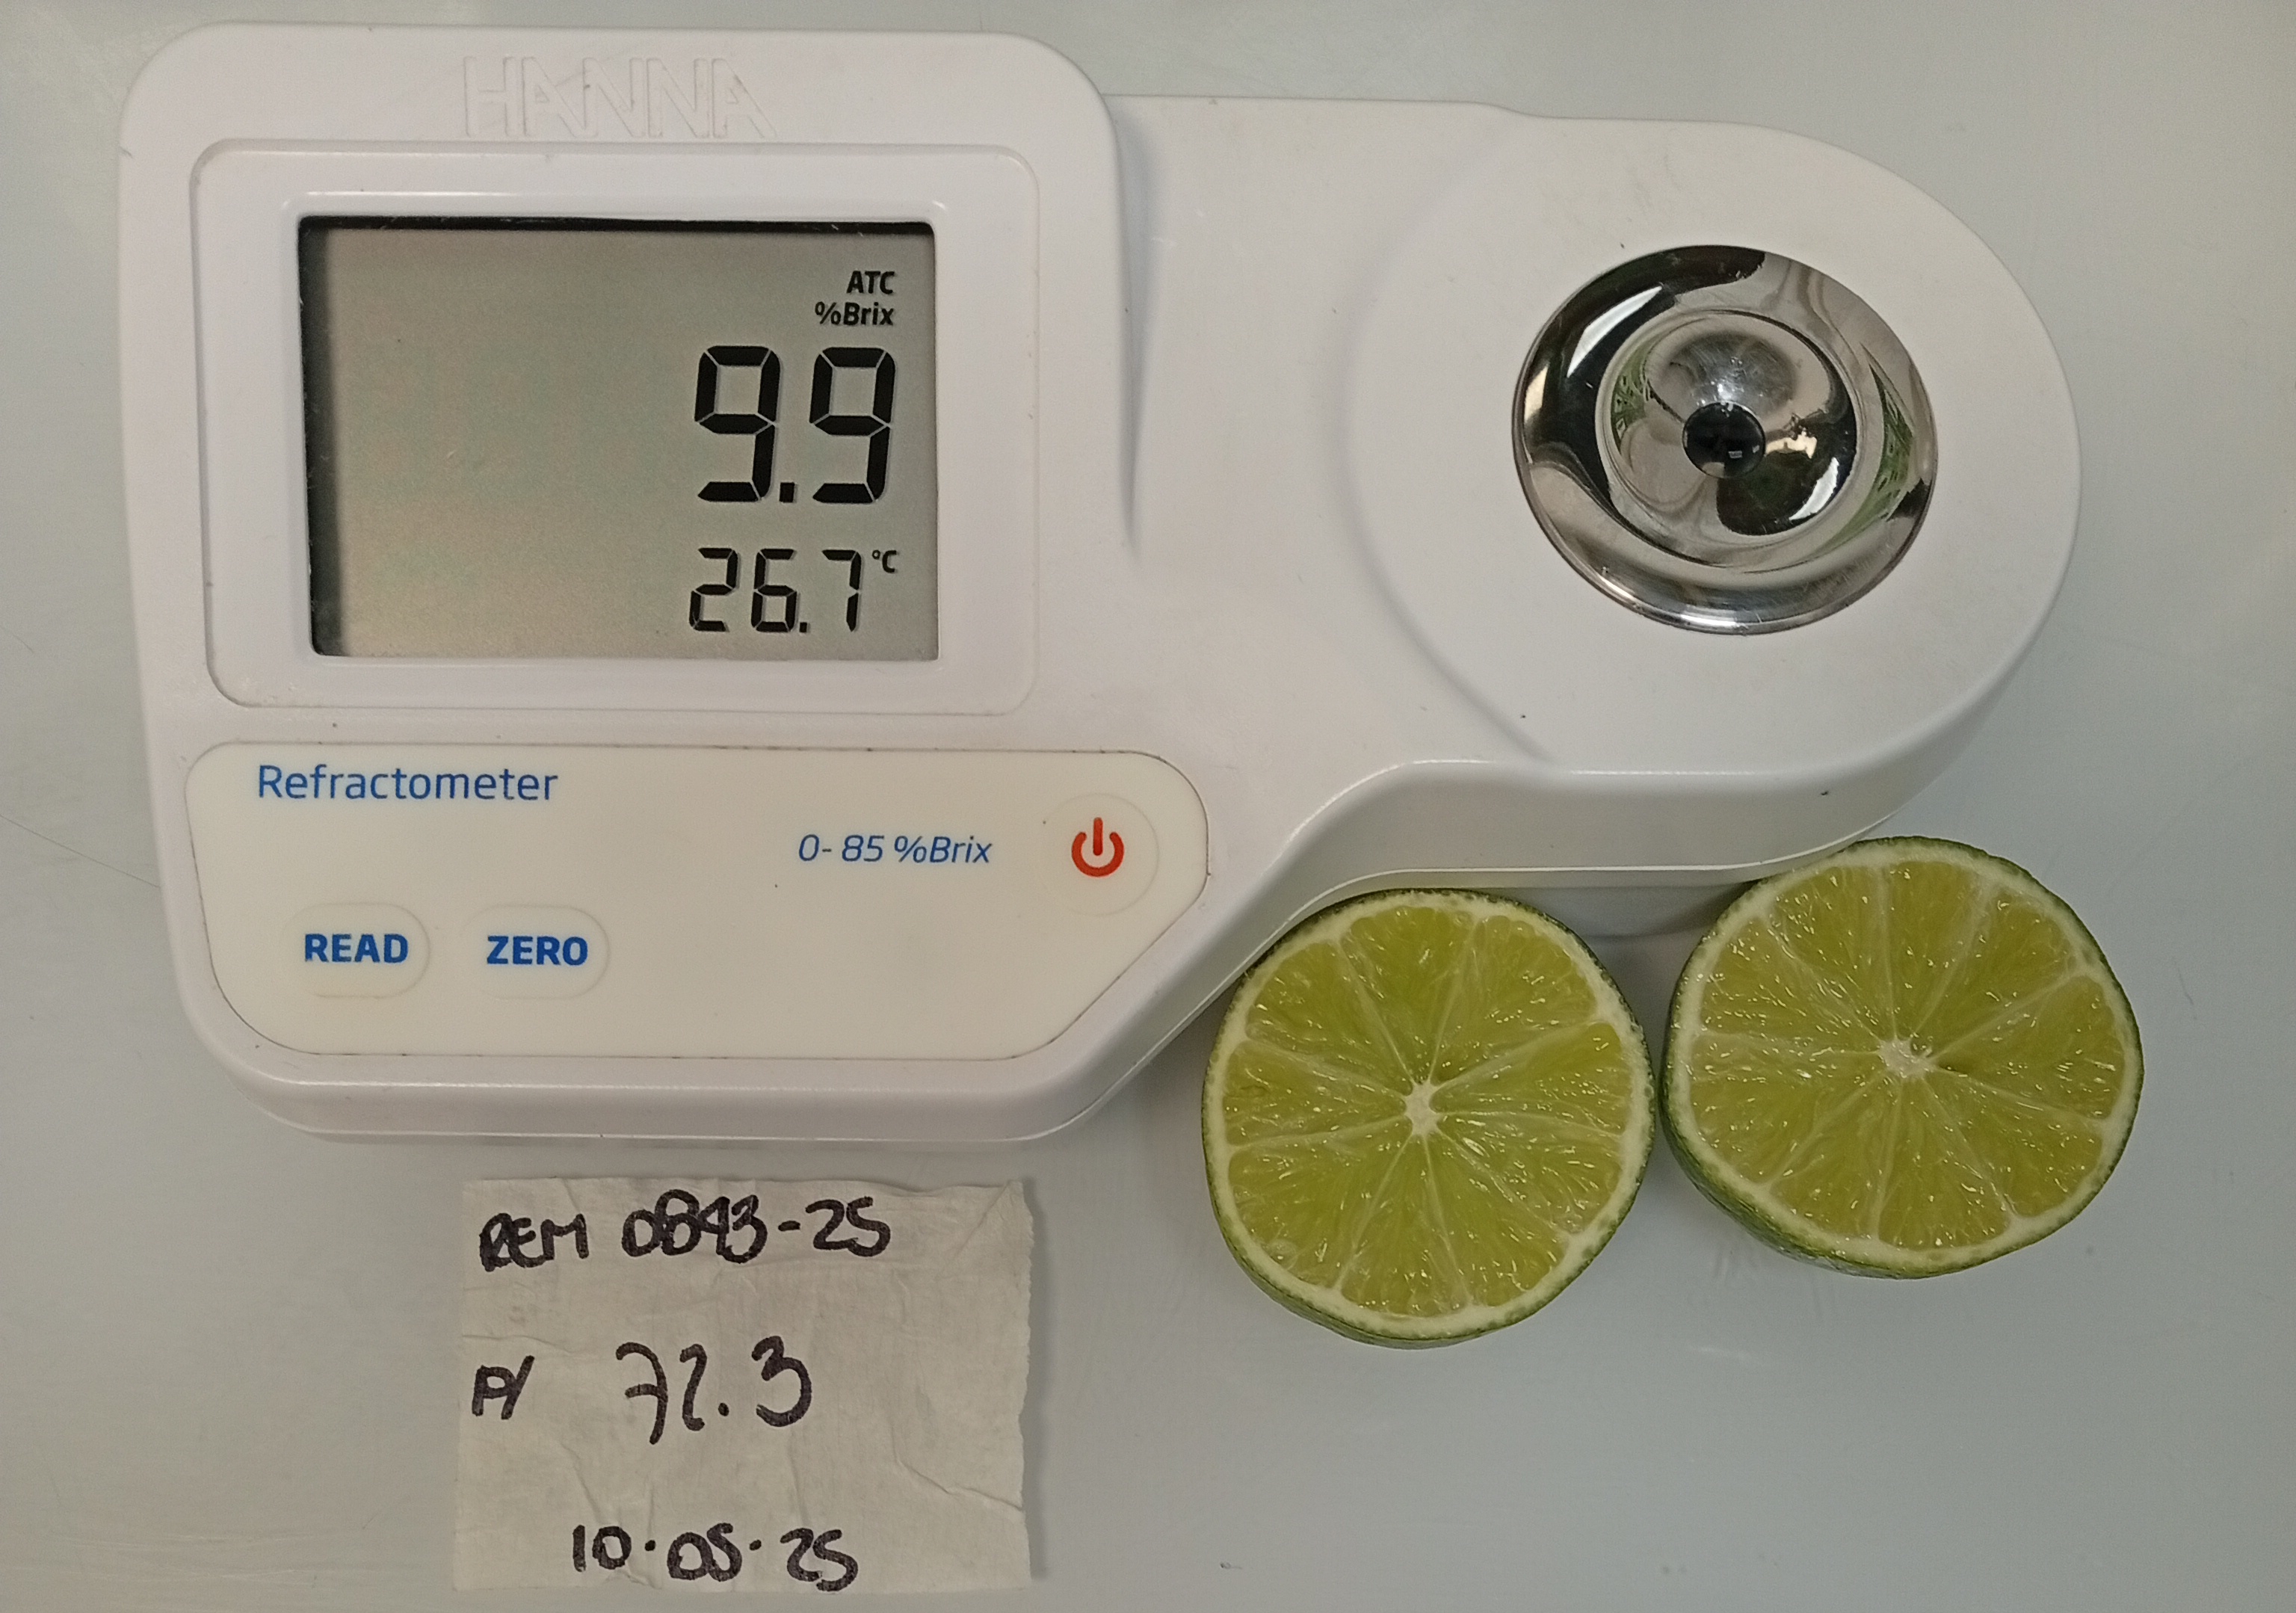 HANNA
ATC
%Brix
9.9
26.7°C
Refractometer
0-85 %Brix
READ ZERO
REM 0843-25
P/ 72.3
10.05.25